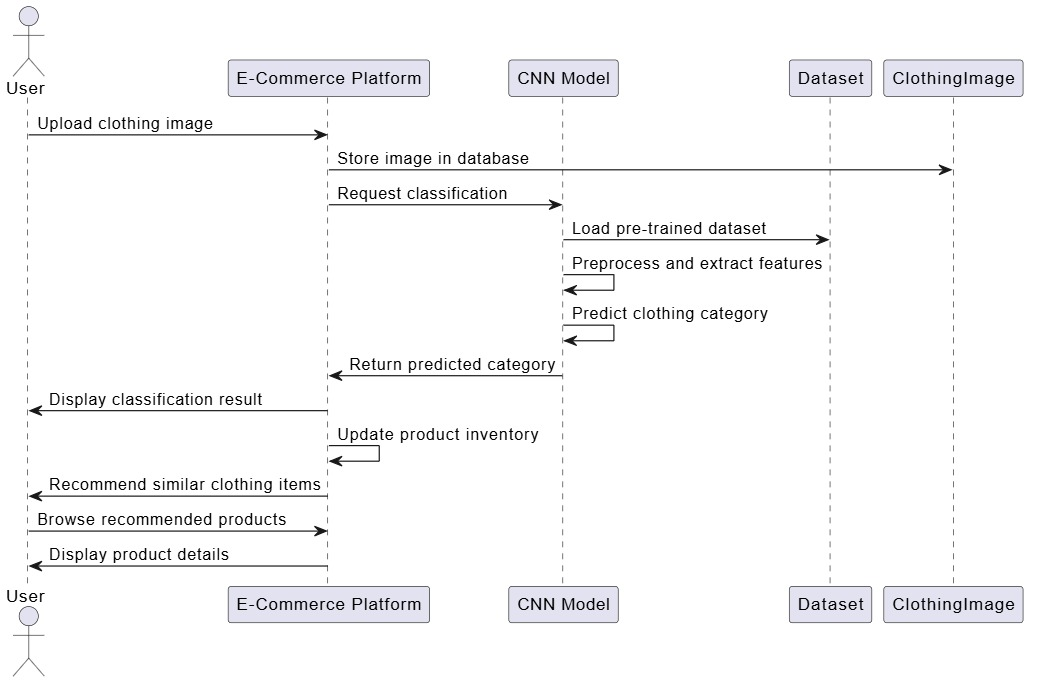 User
E-Commerce Platform
CNN Model
Dataset
ClothingImage
Upload clothing image
Store image in database
Request classification
Load pre-trained dataset
Preprocess and extract features
Predict clothing category
Return predicted category
Display classification result
Update product inventory
Recommend similar clothing items
Browse recommended products
Display product details
User
E-Commerce Platform
CNN Model
Dataset
ClothingImage